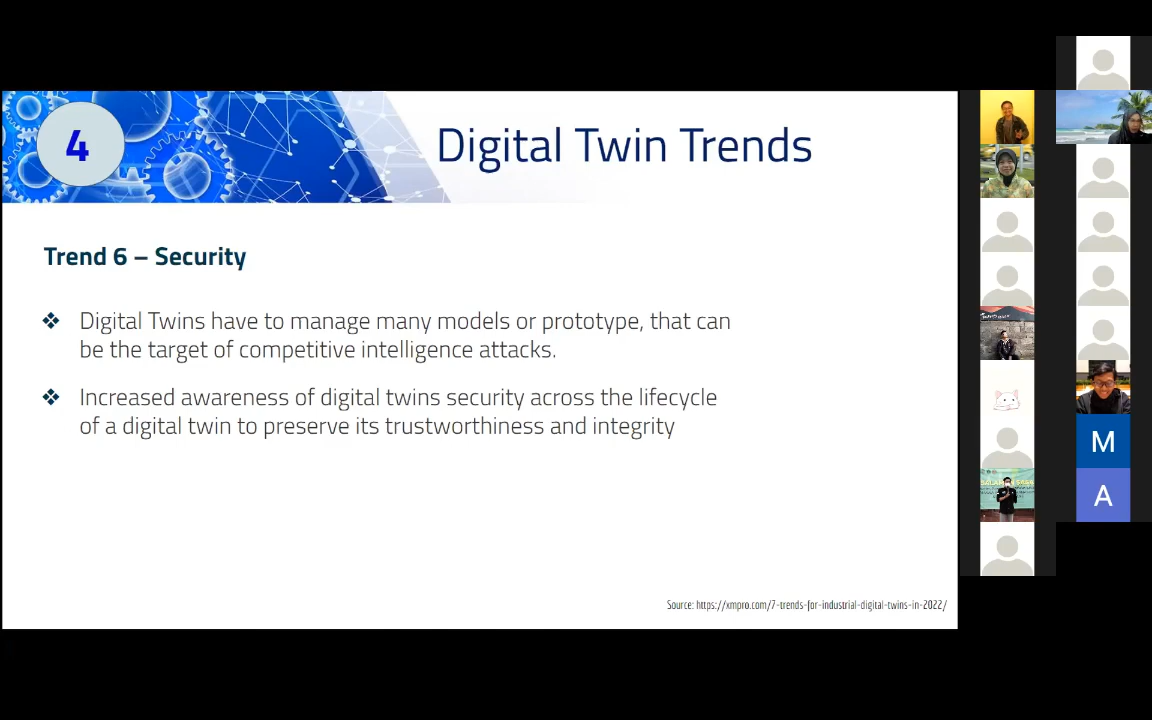 4
Digital Twin Trends
Trend 6 – Security
❖ Digital Twins have to manage many models or prototype, that can
be the target of competitive intelligence attacks.
❖ Increased awareness of digital twins security across the lifecycle
of a digital twin to preserve its trustworthiness and integrity
Source: https://xmpro.com/7-trends-for-industrial-digital-twins-in-2022/
M
A